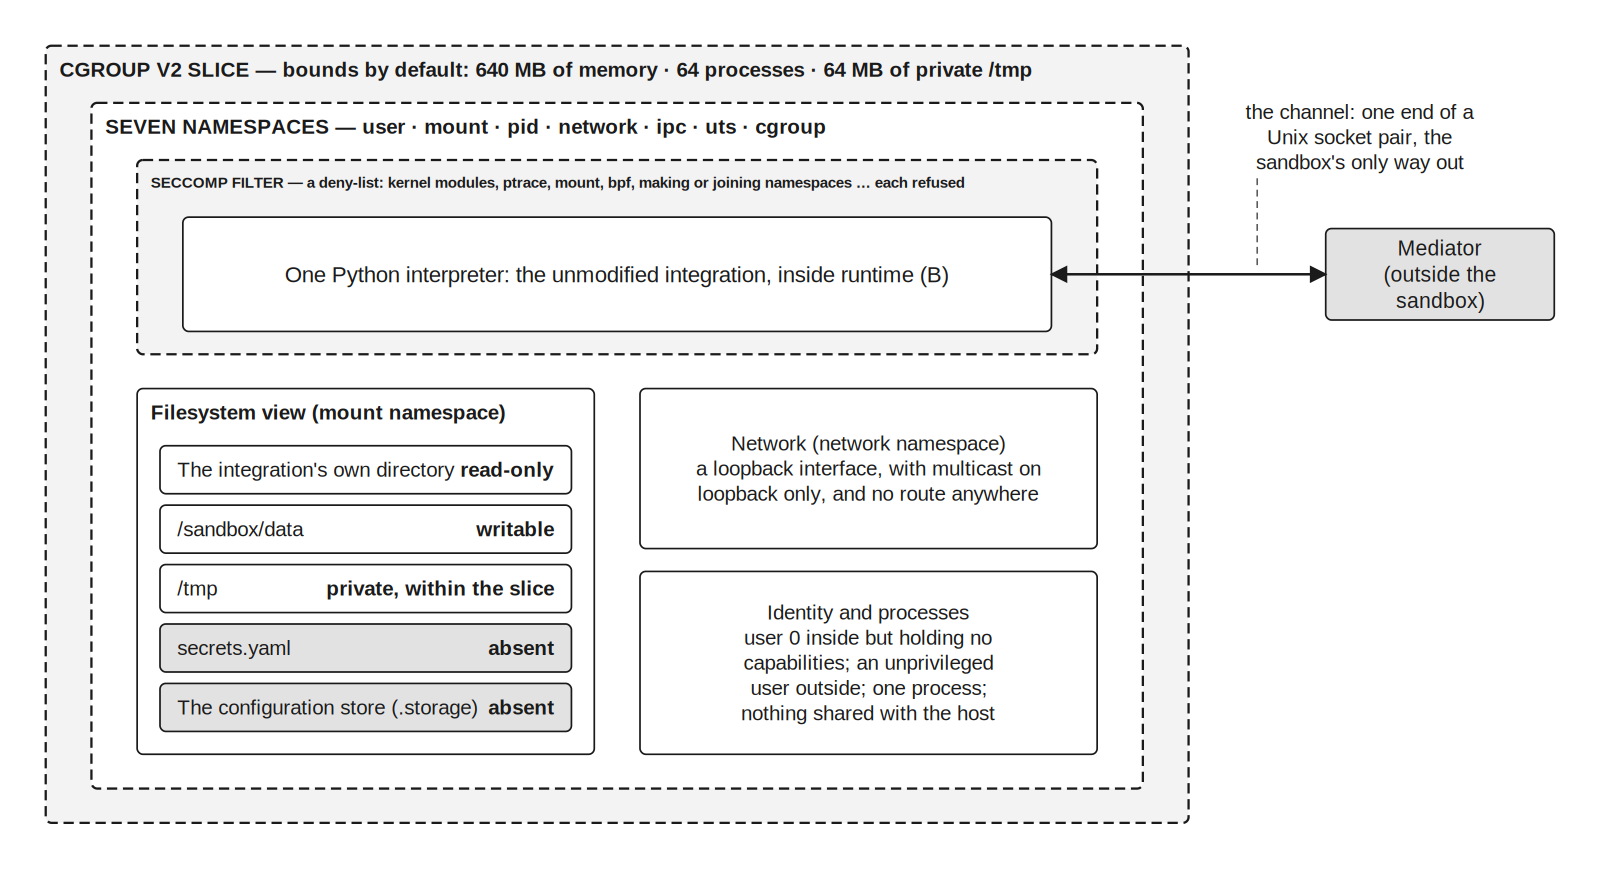 CGROUP V2 SLICE — bounds by default: 640 MB of memory · 64 processes · 64 MB of private /tmp
SEVEN NAMESPACES — user · mount · pid · network · ipc · uts · cgroup
SECCOMP FILTER — a deny-list: kernel modules, ptrace, mount, bpf, making or joining namespaces … each refused
One Python interpreter: the unmodified integration, inside runtime (B)
the channel: one end of a
Unix socket pair, the
sandbox's only way out
Mediator
(outside the
sandbox)
Filesystem view (mount namespace)
The integration's own directory read-only
/sandbox/data writable
/tmp private, within the slice
secrets.yaml absent
The configuration store (.storage) absent
Network (network namespace)
a loopback interface, with multicast on
loopback only, and no route anywhere
Identity and processes
user 0 inside but holding no
capabilities; an unprivileged
user outside; one process;
nothing shared with the host